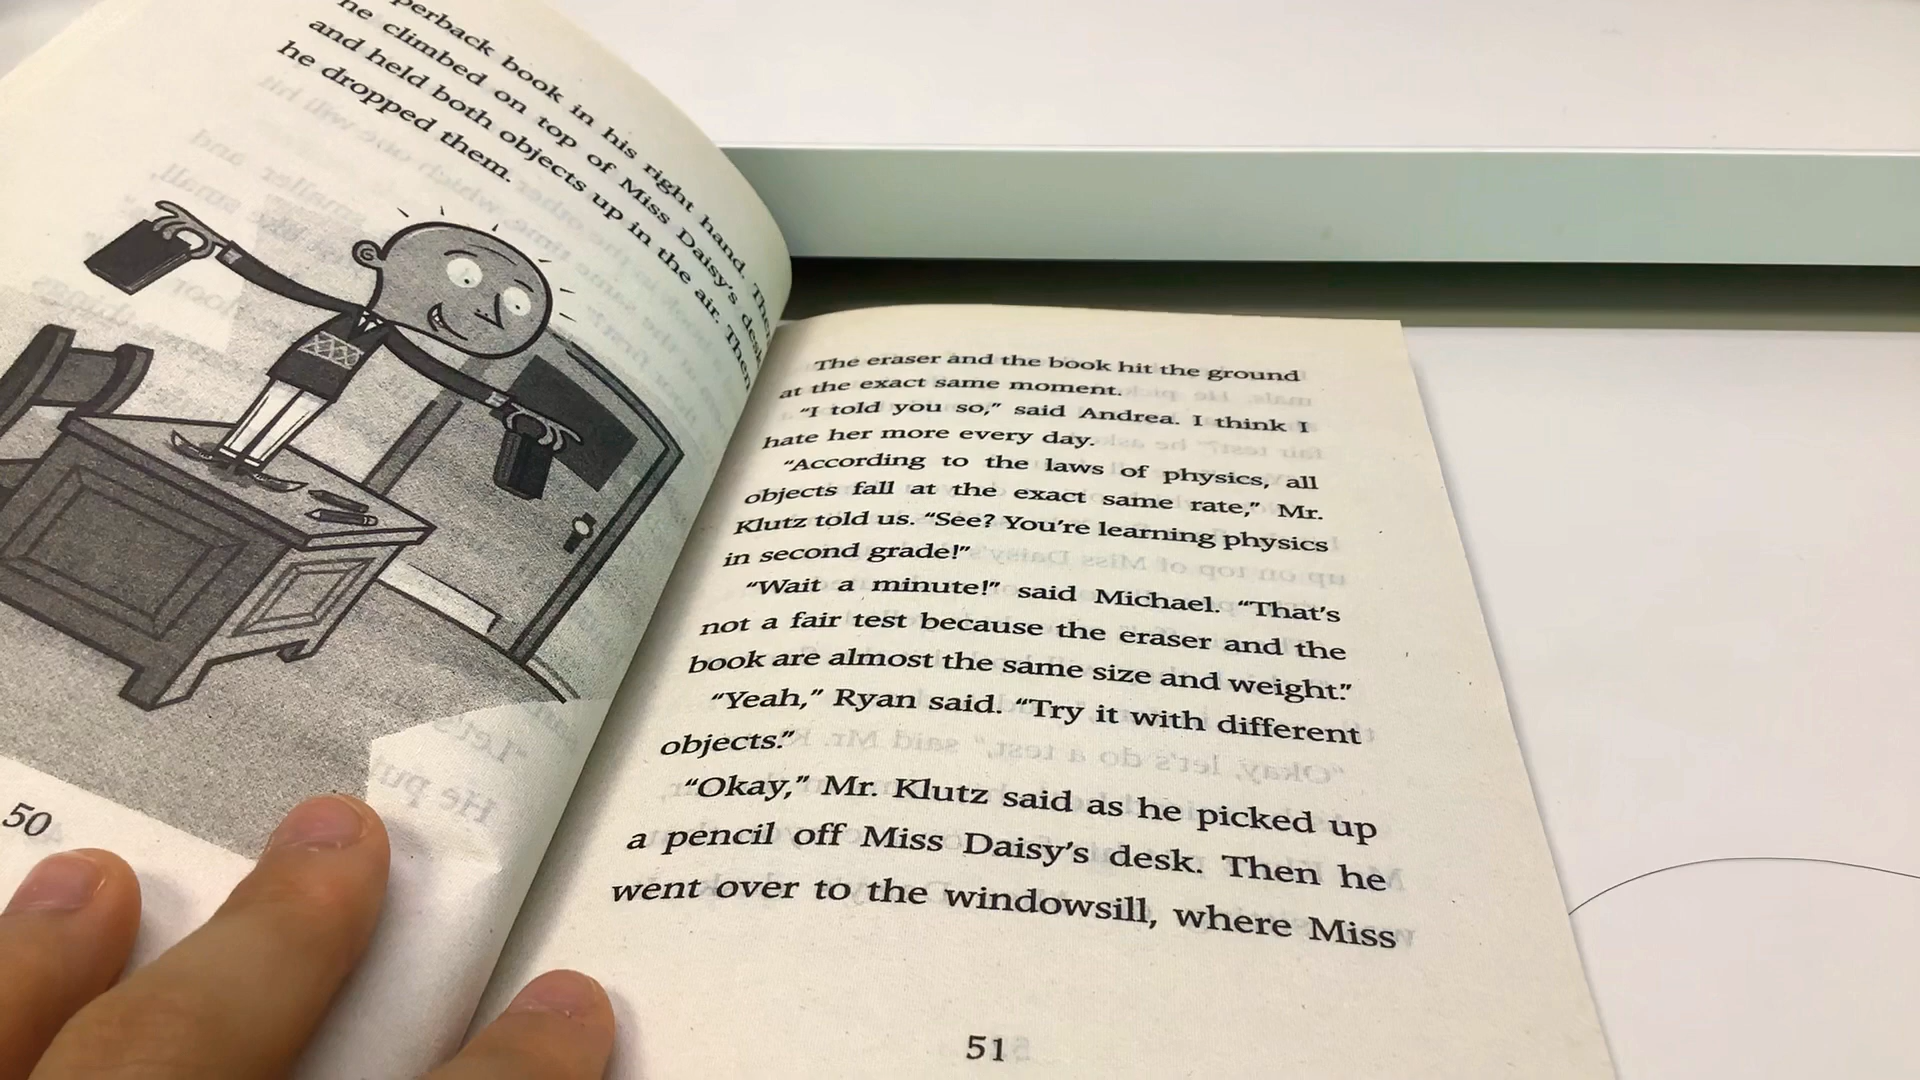 book in his right hand. Then
he climbed on top of Miss Daisy's desk
and held both objects up in the air. Then
he dropped them.
50
The eraser and the book hit the ground
at the exact same moment.
“I told you so,” said Andrea. I think I
hate her more every day.
“According to the laws of physics, all
objects fall at the exact same rate,” Mr.
Klutz told us. “See? You're learning physics
in second grade!”
“Wait a minute!” said Michael. “That's
not a fair test because the eraser and the
book are almost the same size and weight.”
“Yeah,” Ryan said. “Try it with different
objects.”
“Okay,” Mr. Klutz said as he picked up
a pencil off Miss Daisy's desk. Then he
went over to the windowsill, where Miss
51